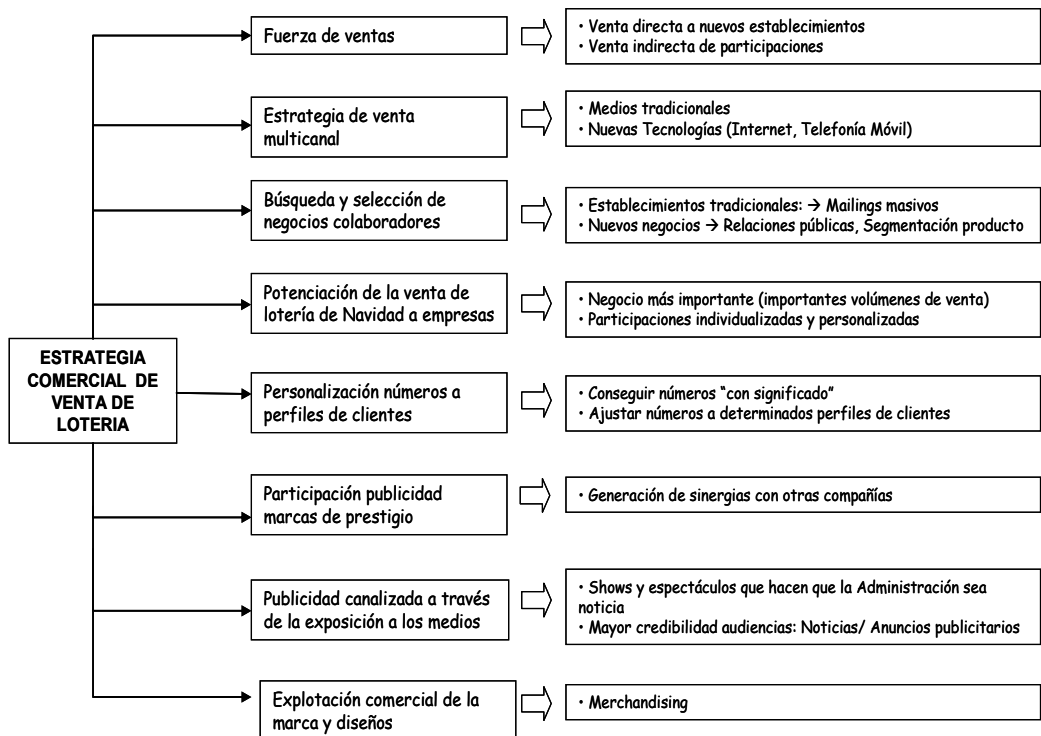 Fuerza de ventas
• Venta directa a nuevos establecimientos
• Venta indirecta de participaciones
Estrategia de venta
multicanal
• Medios tradicionales
• Nuevas Tecnologías (Internet, Telefonía Móvil)
Búsqueda y selección de
negocios colaboradores
• Establecimientos tradicionales: → Mailings masivos
• Nuevos negocios → Relaciones públicas, Segmentación producto
Potenciación de la venta de
lotería de Navidad a empresas
• Negocio más importante (importantes volúmenes de venta)
• Participaciones individualizadas y personalizadas
ESTRATEGIA
COMERCIAL DE
VENTA DE
LOTERIA
Personalización números a
perfiles de clientes
• Conseguir números “con significado”
• Ajustar números a determinados perfiles de clientes
Participación publicidad
marcas de prestigio
• Generación de sinergias con otras compañías
Publicidad canalizada a través
de la exposición a los medios
• Shows y espectáculos que hacen que la Administración sea
noticia
• Mayor credibilidad audiencias: Noticias/ Anuncios publicitarios
Explotación comercial de la
marca y diseños
• Merchandising